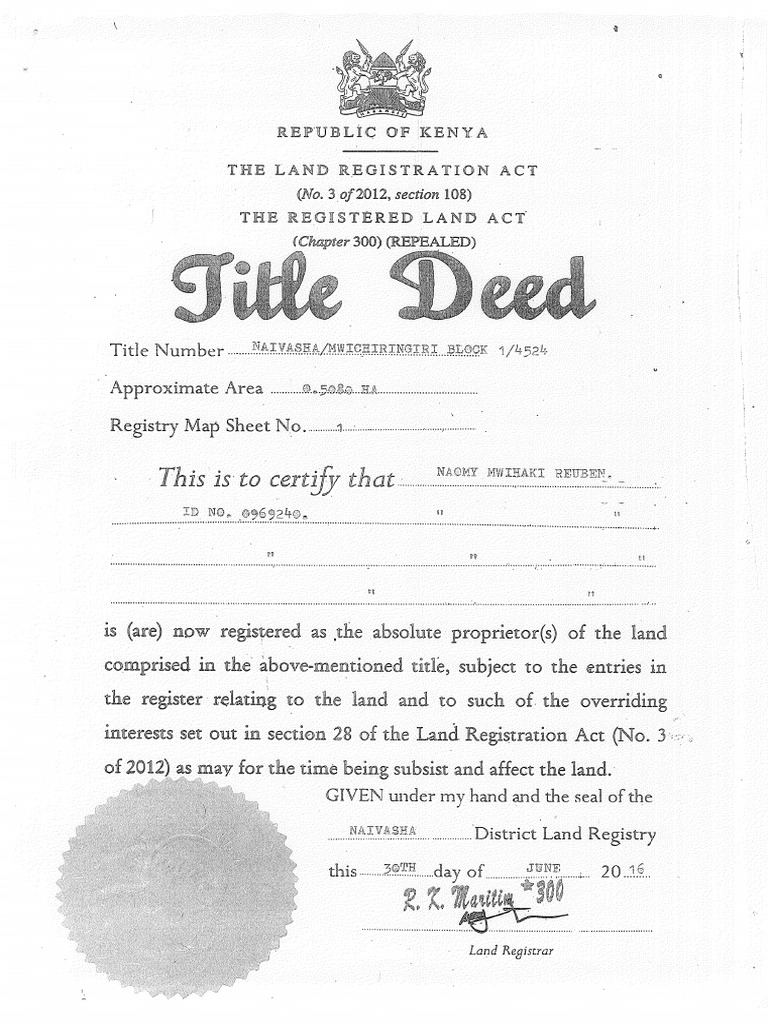 REPUBLIC OF KENYA
THE LAND REGISTRATION ACT
(No. 3 of 2012, section 108)
THE REGISTERED LAND ACT
(Chapter 300) (REPEALED)
Title Deed
Title Number NAIVASHA/MWICHIRINGIRI BLOCK 1/4524
Approximate Area 0.5080 HA
Registry Map Sheet No. 1
This is to certify that NAOMY MWIHAKI REUBEN.
ID NO. 0969240. " "
" " "
" "
is (are) now registered as the absolute proprietor(s) of the land
comprised in the above-mentioned title, subject to the entries in
the register relating to the land and to such of the overriding
interests set out in section 28 of the Land Registration Act (No. 3
of 2012) as may for the time being subsist and affect the land.
GIVEN under my hand and the seal of the
NAIVASHA District Land Registry
this 30TH day of JUNE 2016
R. K. Maritim *300
Land Registrar